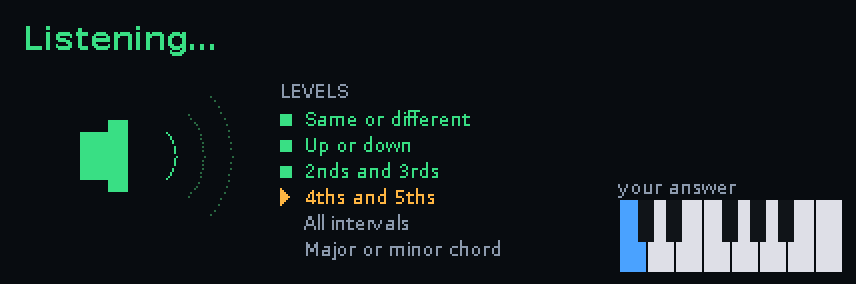 Listening...
LEVELS
Same or different
Up or down
2nds and 3rds
4ths and 5ths
All intervals
Major or minor chord
your answer